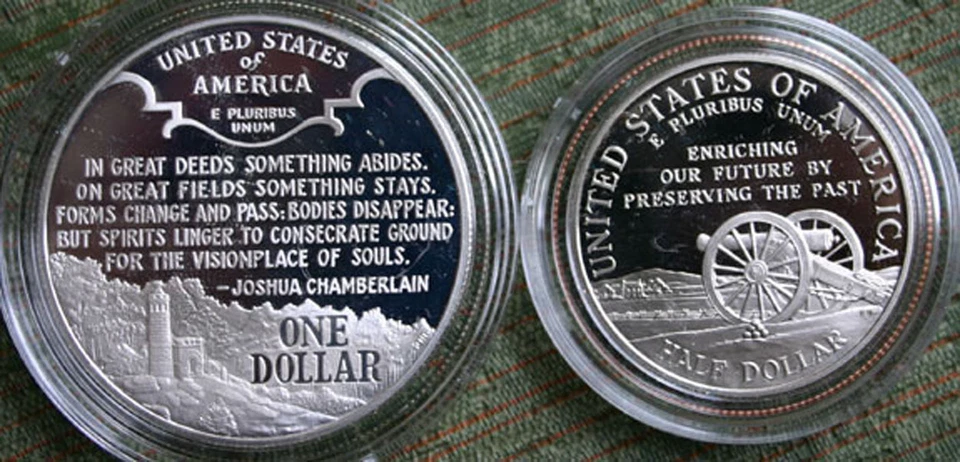 UNITED STATES
of
AMERICA
E PLURIBUS
UNUM
IN GREAT DEEDS SOMETHING ABIDES.
ON GREAT FIELDS SOMETHING STAYS.
FORMS CHANGE AND PASS: BODIES DISAPPEAR:
BUT SPIRITS LINGER TO CONSECRATE GROUND
FOR THE VISIONPLACE OF SOULS.
-JOSHUA CHAMBERLAIN
ONE
DOLLAR
UNITED STATES OF AMERICA
E PLURIBUS UNUM
ENRICHING
OUR FUTURE BY
PRESERVING THE PAST
HALF DOLLAR